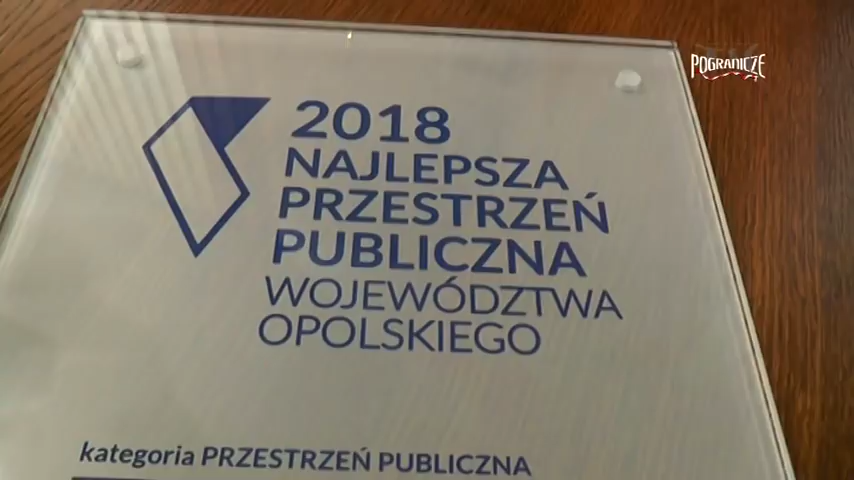 POGRANICZE
2018
NAJLEPSZA
PRZESTRZEŃ
PUBLICZNA
WOJEWÓDZTWA
OPOLSKIEGO
kategoria PRZESTRZEŃ PUBLICZNA